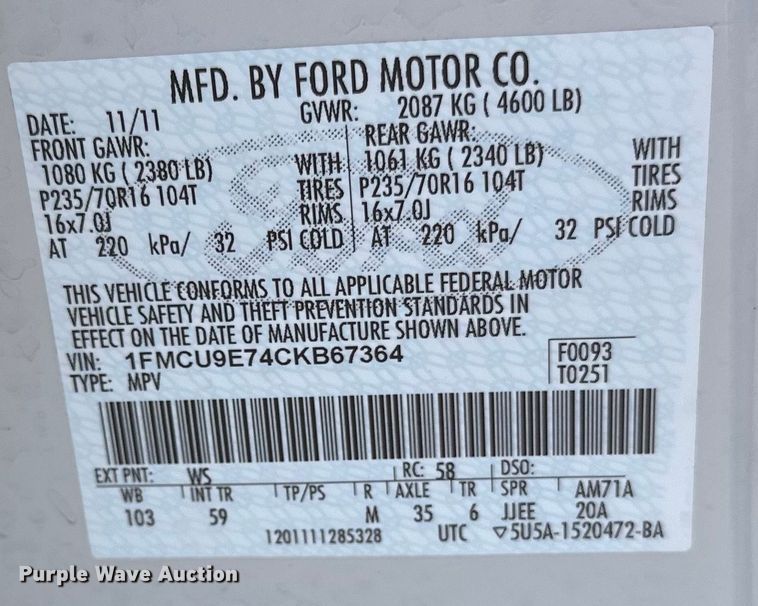 MFD. BY FORD MOTOR CO.
DATE: 11/11 GVWR: 2087 KG ( 4600 LB)
FRONT GAWR: REAR GAWR:
1080 KG ( 2380 LB) WITH 1061 KG ( 2340 LB) WITH
P235/70R16 104T TIRES P235/70R16 104T TIRES
16x7.0J RIMS 16x7.0J RIMS
AT 220 kPa/ 32 PSI COLD AT 220 kPa/ 32 PSI COLD
Ford
THIS VEHICLE CONFORMS TO ALL APPLICABLE FEDERAL MOTOR
VEHICLE SAFETY AND THEFT PREVENTION STANDARDS IN
EFFECT ON THE DATE OF MANUFACTURE SHOWN ABOVE.
VIN: 1FMCU9E74CKB67364 F0093
TYPE: MPV T0251
EXT PNT: WS RC: 58 DSO:
WB INT TR TP/PS R AXLE TR SPR AM71A
103 59 M 35 6 JJEE 20A
1201111285328 UTC ▽5U5A-1520472-BA
Purple Wave Auction